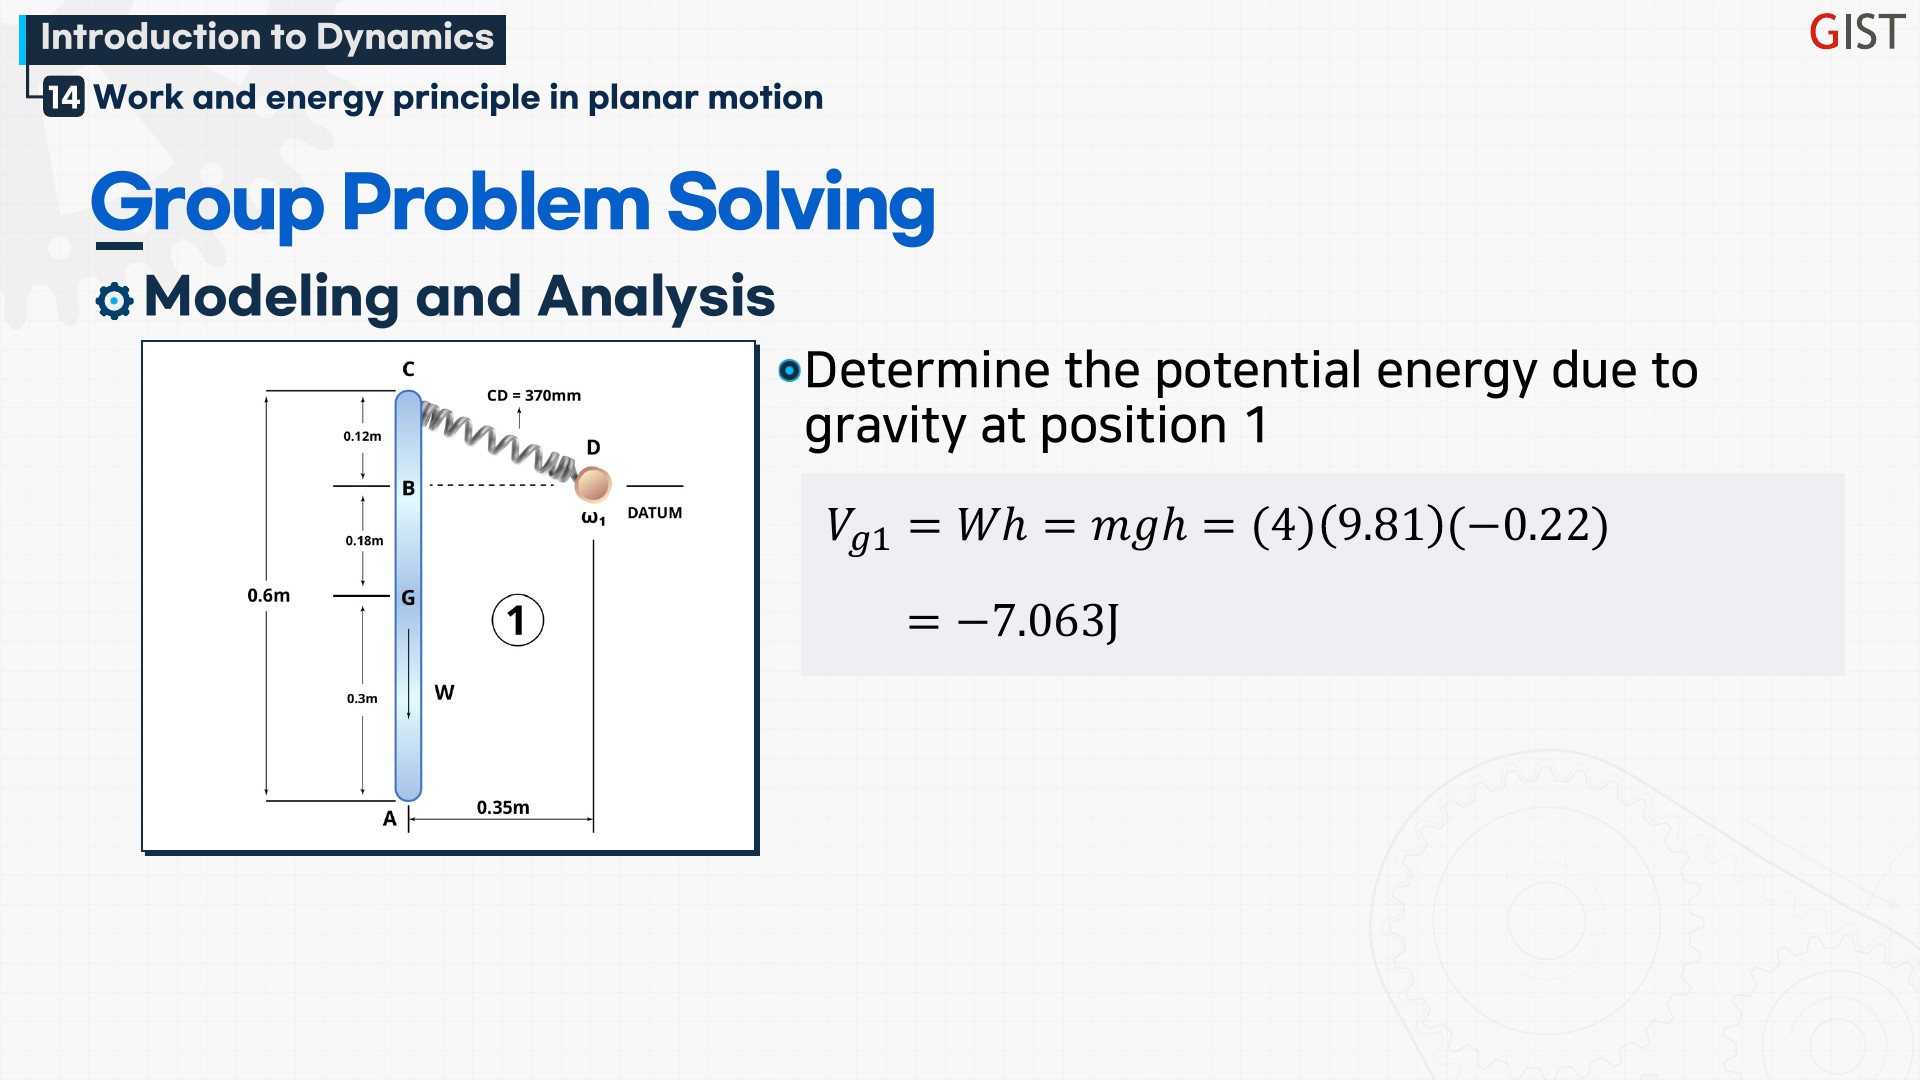 Introduction to Dynamics
GIST
14 Work and energy principle in planar motion
Group Problem Solving
Modeling and Analysis
C
CD = 370mm
0.12m
D
B
ω₁ DATUM
0.18m
0.6m
G
1
W
0.3m
0.35m
A
Determine the potential energy due to
gravity at position 1
V_{g1} = Wh = mgh = (4)(9.81)(−0.22)
= −7.063J